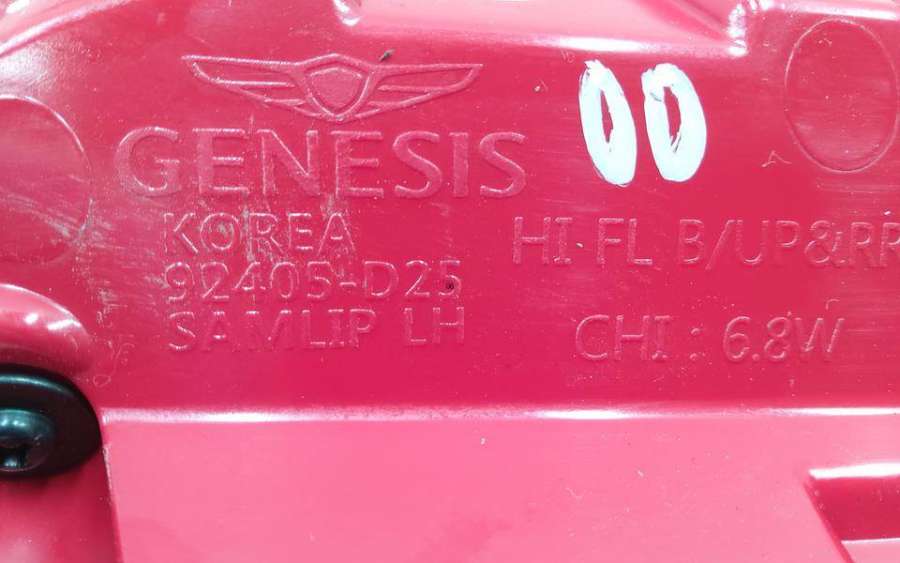 GENESIS
00
KOREA
92405-D25
SAMLIP LH
HI FL B/UP&RR
CHI : 6.8W